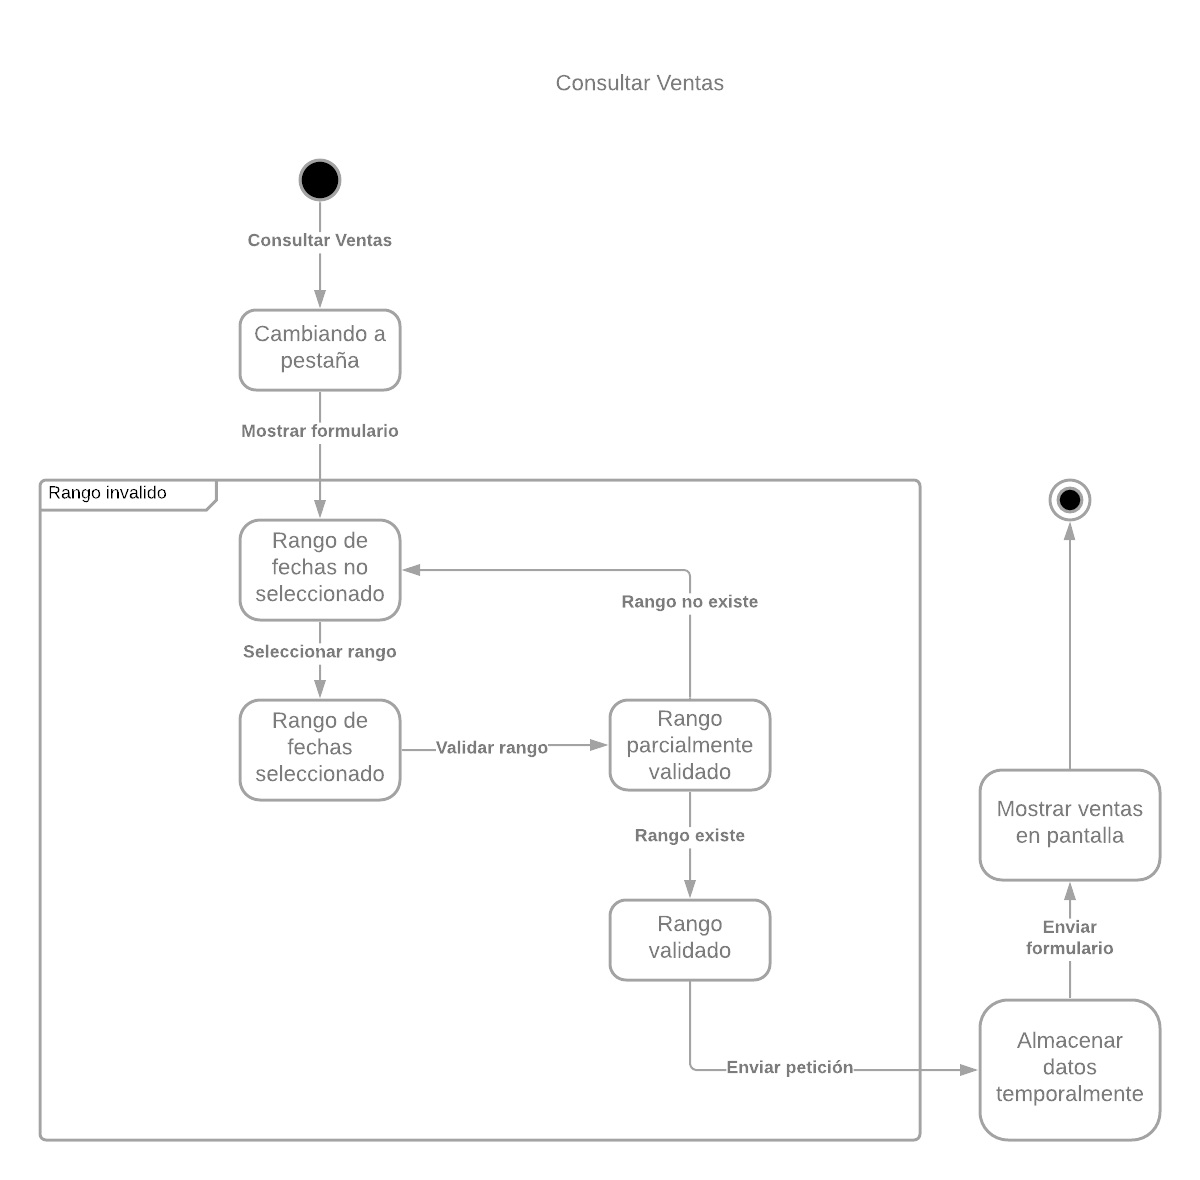 Consultar Ventas
Consultar Ventas
Cambiando a
pestaña
Mostrar formulario
Rango invalido
Rango de
fechas no
seleccionado
Rango no existe
Seleccionar rango
Rango de
fechas
seleccionado
Validar rango
Rango
parcialmente
validado
Rango existe
Rango
validado
Enviar petición
Almacenar
datos
temporalmente
Enviar
formulario
Mostrar ventas
en pantalla